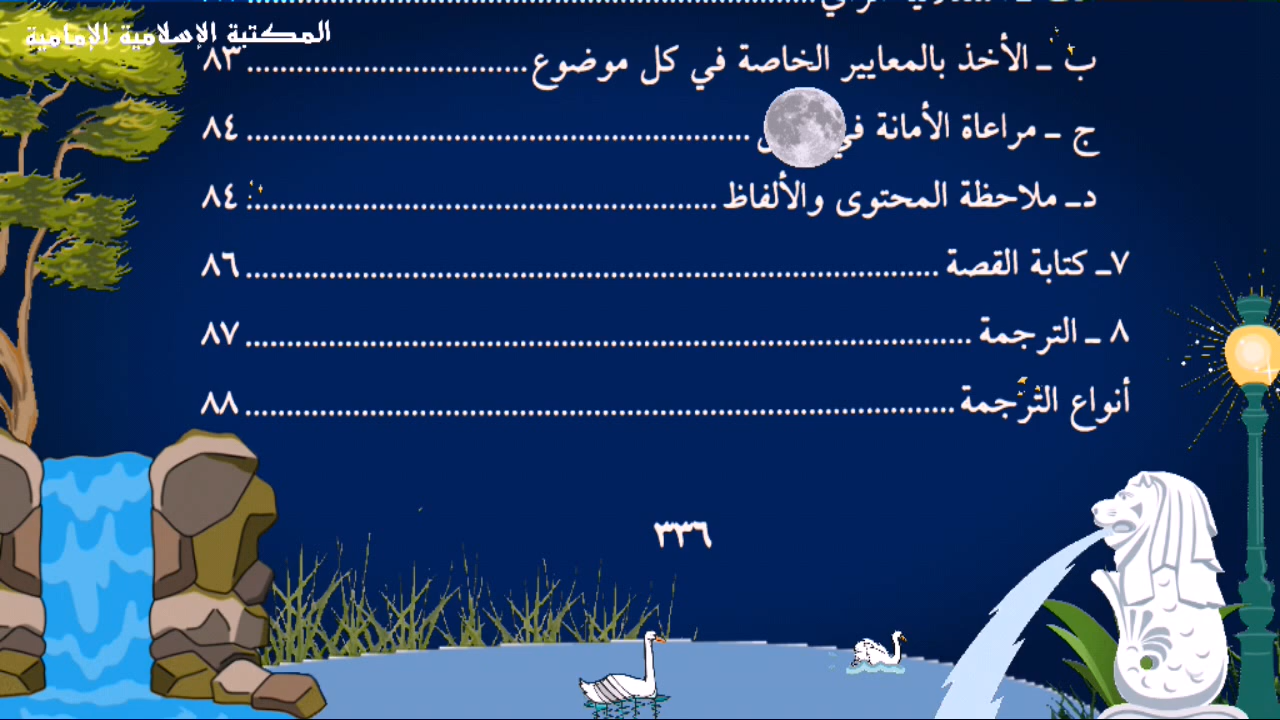 المكتبة الإسلامية الإمامية
ب ـ الأخذ بالمعايير الخاصة في كل موضوع ................................ ٨٣
ج ـ مراعاة الأمانة في ................................ ٨٤
د ـ ملاحظة المحتوى والألفاظ ................................ ٨٤
٧ـ كتابة القصة ................................ ٨٦
٨ ـ الترجمة ................................ ٨٧
أنواع الترجمة ................................ ٨٨
٣٣٦